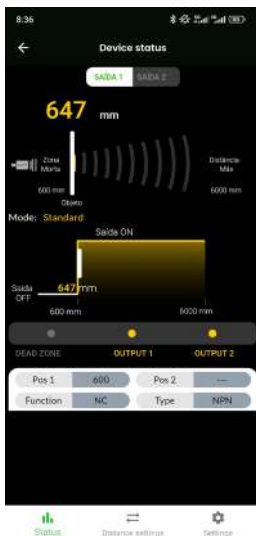 8:36
Device status
SAÍDA 1 SAÍDA 2
647 mm
Zona Morta
Distância Máx
600 mm
6000 mm
Objeto
Mode: Standard
Saída ON
Saída OFF
647 mm
600 mm
6000 mm
DEAD ZONE OUTPUT 1 OUTPUT 2
Pos 1 600 Pos 2 ---
Function NC Type NPN
Status Distance settings Settings